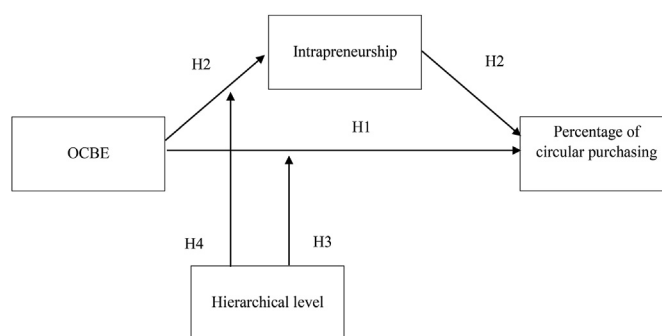 Intrapreneurship
H2
H2
H1
OCBE
Percentage of
circular purchasing
H4
H3
Hierarchical level